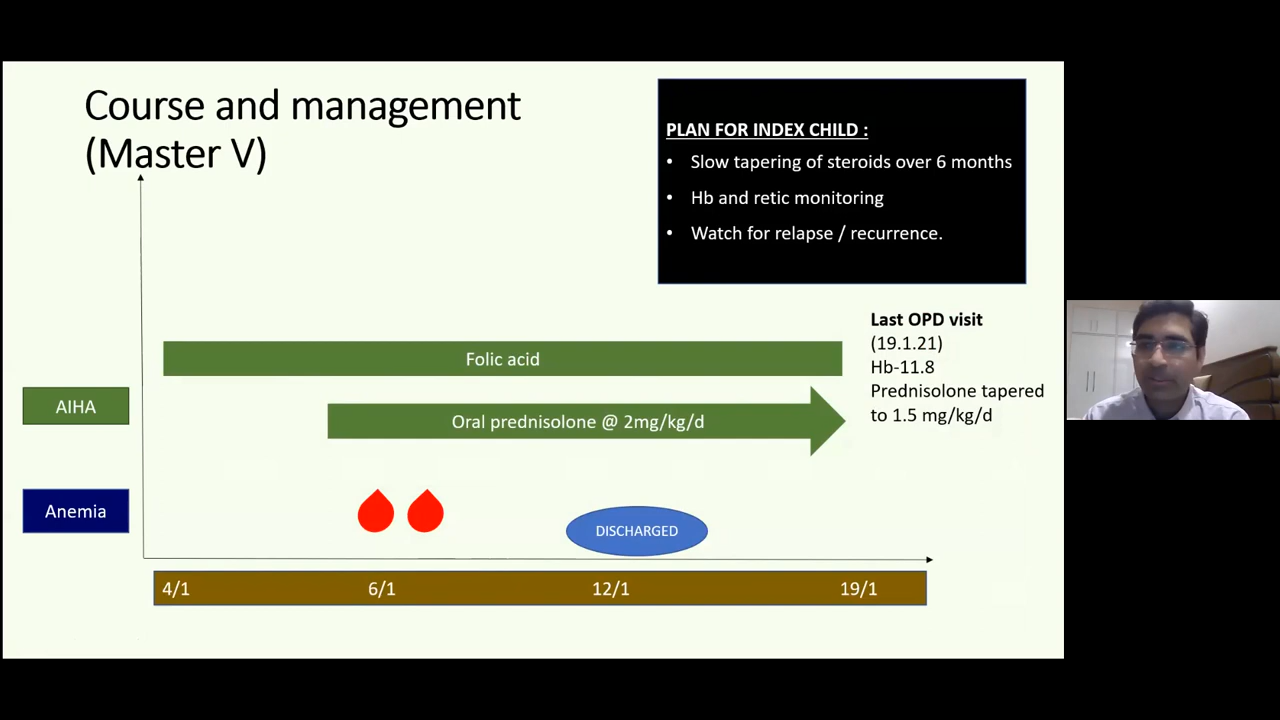 Course and management
(Master V)
PLAN FOR INDEX CHILD :
• Slow tapering of steroids over 6 months
• Hb and retic monitoring
• Watch for relapse / recurrence.
Last OPD visit
(19.1.21)
Hb-11.8
Prednisolone tapered
to 1.5 mg/kg/d
Folic acid
AIHA
Oral prednisolone @ 2mg/kg/d
Anemia
DISCHARGED
4/1 6/1 12/1 19/1